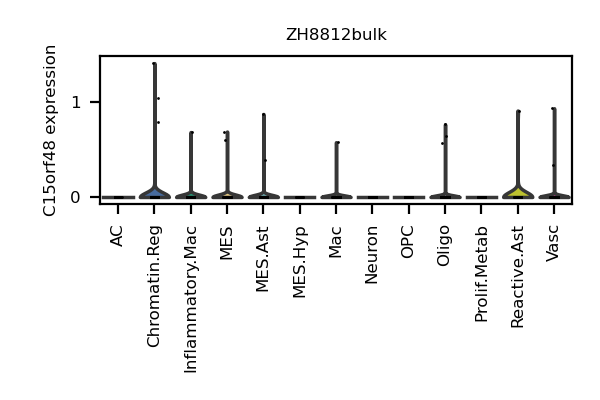 ZH8812bulk
C15orf48 expression
1
0
AC
Chromatin.Reg
Inflammatory.Mac
MES
MES.Ast
MES.Hyp
Mac
Neuron
OPC
Oligo
Prolif.Metab
Reactive.Ast
Vasc